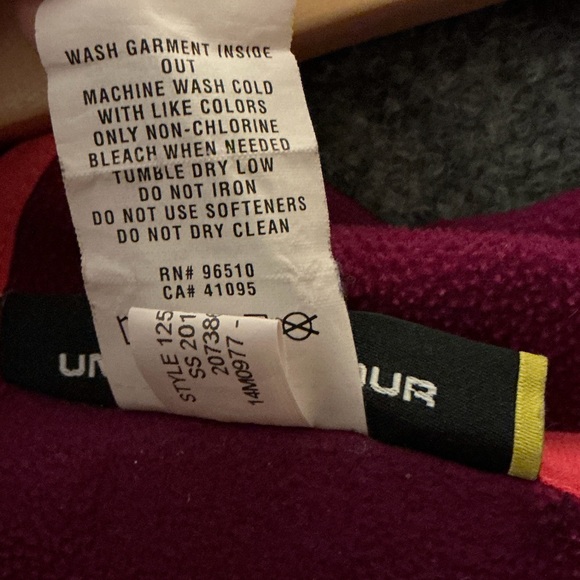 WASH GARMENT INSIDE
OUT
MACHINE WASH COLD
WITH LIKE COLORS
ONLY NON-CHLORINE
BLEACH WHEN NEEDED
TUMBLE DRY LOW
DO NOT IRON
DO NOT USE SOFTENERS
DO NOT DRY CLEAN
RN# 96510
CA# 41095
STYLE 125
SS 201
20738
14M0977 -
UN
OUR